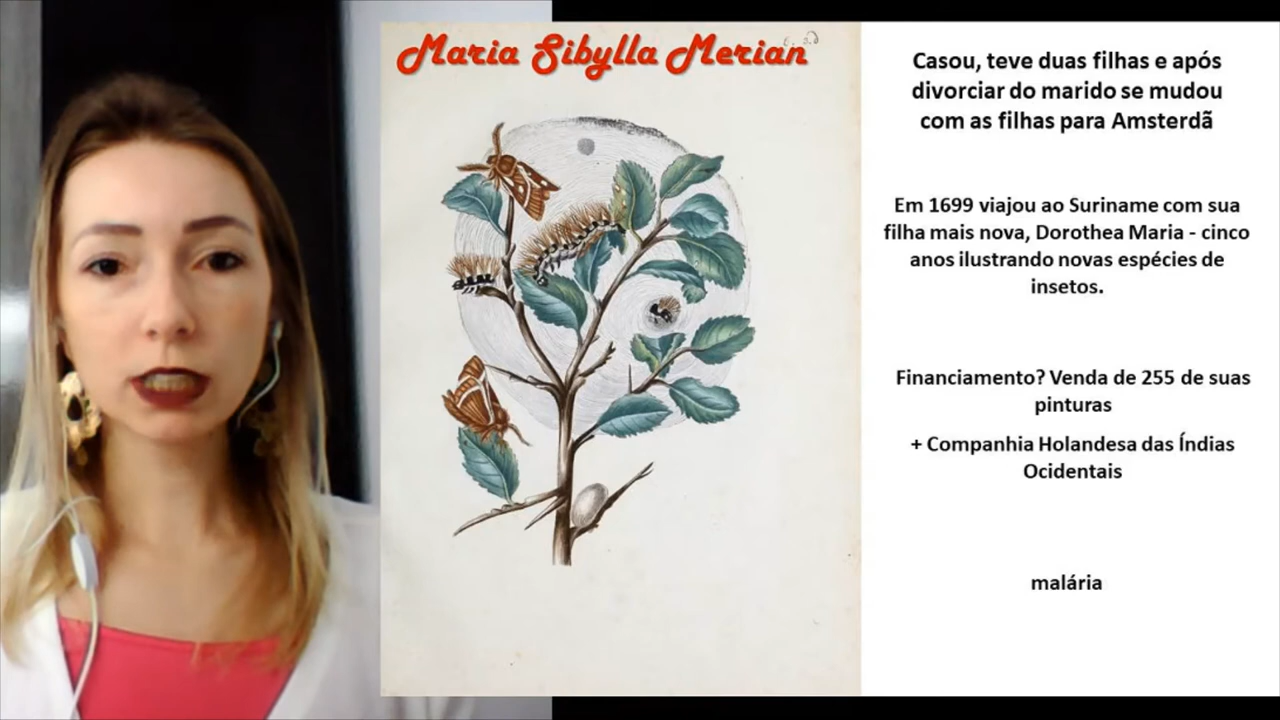 Maria Sibylla Merian
Casou, teve duas filhas e após
divorciar do marido se mudou
com as filhas para Amsterdã
Em 1699 viajou ao Suriname com sua
filha mais nova, Dorothea Maria - cinco
anos ilustrando novas espécies de
insetos.
Financiamento? Venda de 255 de suas
pinturas
+ Companhia Holandesa das Índias
Ocidentais
malária